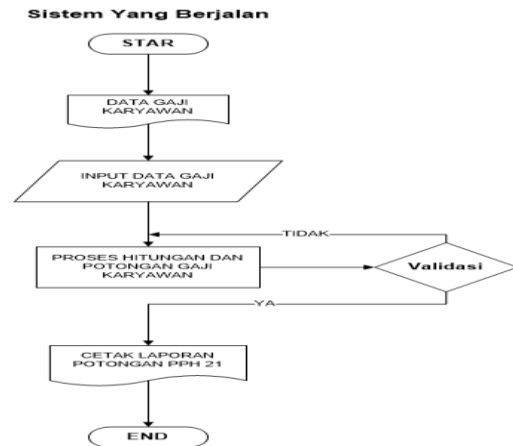 Sistem Yang Berjalan
STAR
DATA GAJI
KARYAWAN
INPUT DATA GAJI
KARYAWAN
TIDAK
PROSES HITUNGAN DAN
POTONGAN GAJI
KARYAWAN
Validasi
YA
CETAK LAPORAN
POTONGAN PPH 21
END